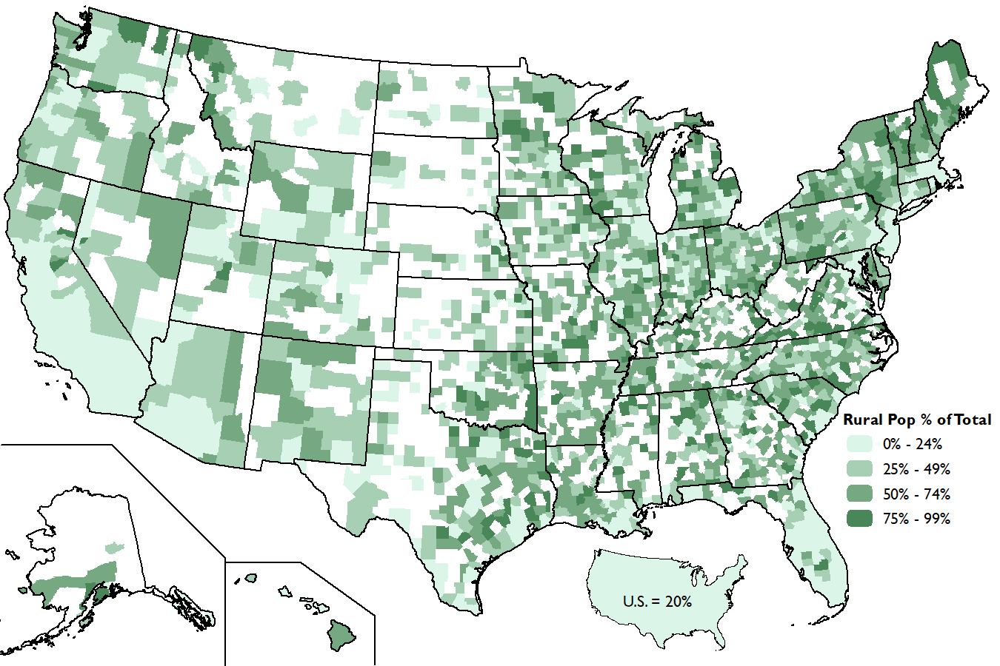 Rural Pop % of Total
0% - 24%
25% - 49%
50% - 74%
75% - 99%
U.S. = 20%